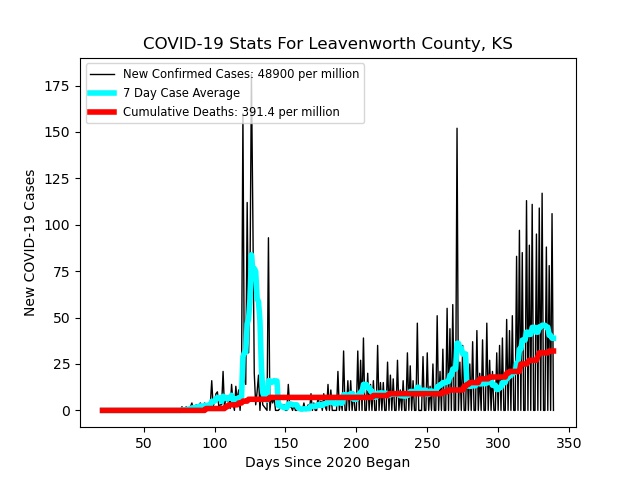 COVID-19 Stats For Leavenworth County, KS
New Confirmed Cases: 48900 per million
7 Day Case Average
Cumulative Deaths: 391.4 per million
175
150
125
100
75
50
25
0
New COVID-19 Cases
50 100 150 200 250 300 350
Days Since 2020 Began